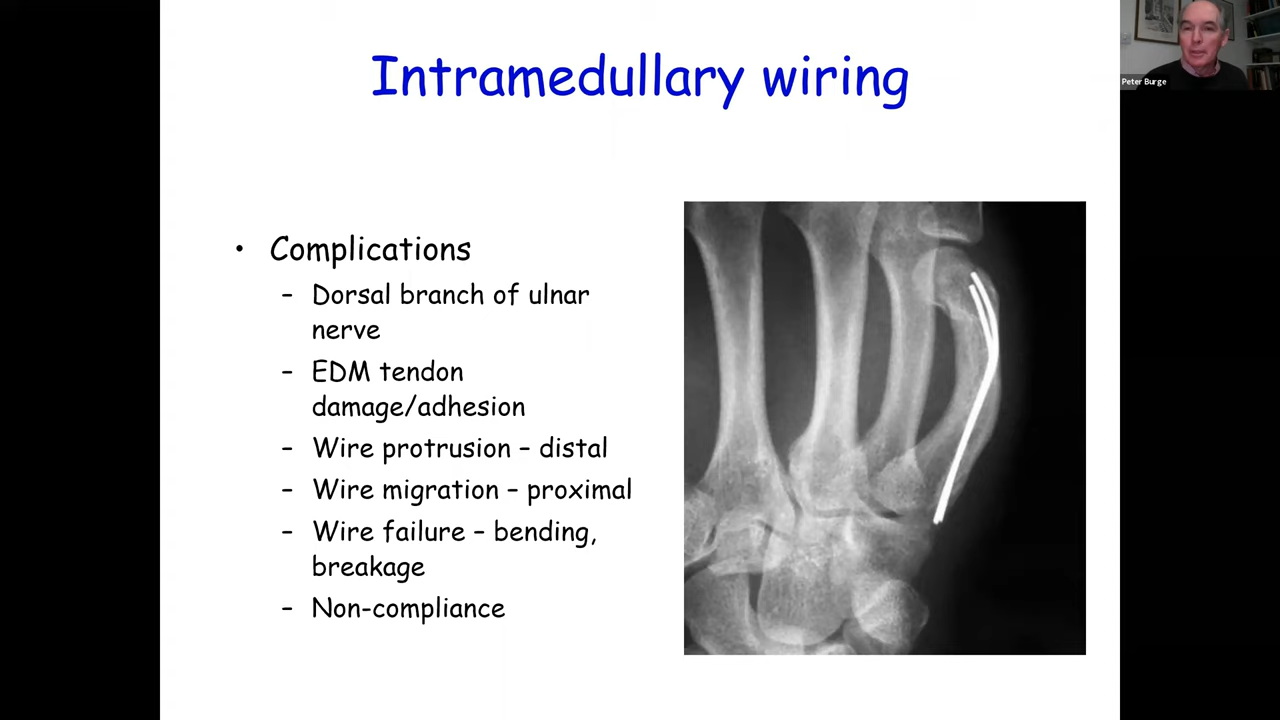 Intramedullary wiring
Peter Burge
• Complications
– Dorsal branch of ulnar
nerve
– EDM tendon
damage/adhesion
– Wire protrusion – distal
– Wire migration – proximal
– Wire failure – bending,
breakage
– Non-compliance